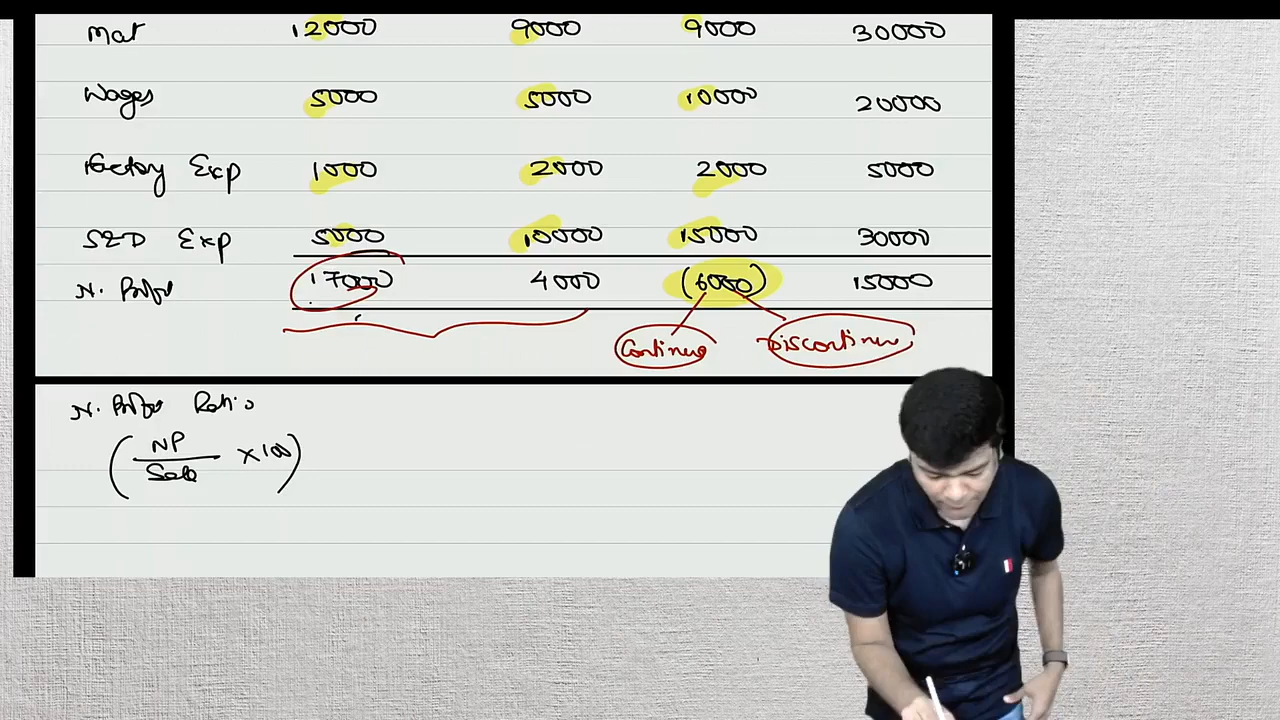 Mat 12000 9000 9000 30000
Wages 5000 5000 10000 20000
Factory Exp 1000 2000 2000 5000
S&D Exp 5000 10000 15000 30000
N. Profit 17000 4000 (6000) 15000
Continue Discontinue
N. Profit Ratio
(NP
Sale × 100)